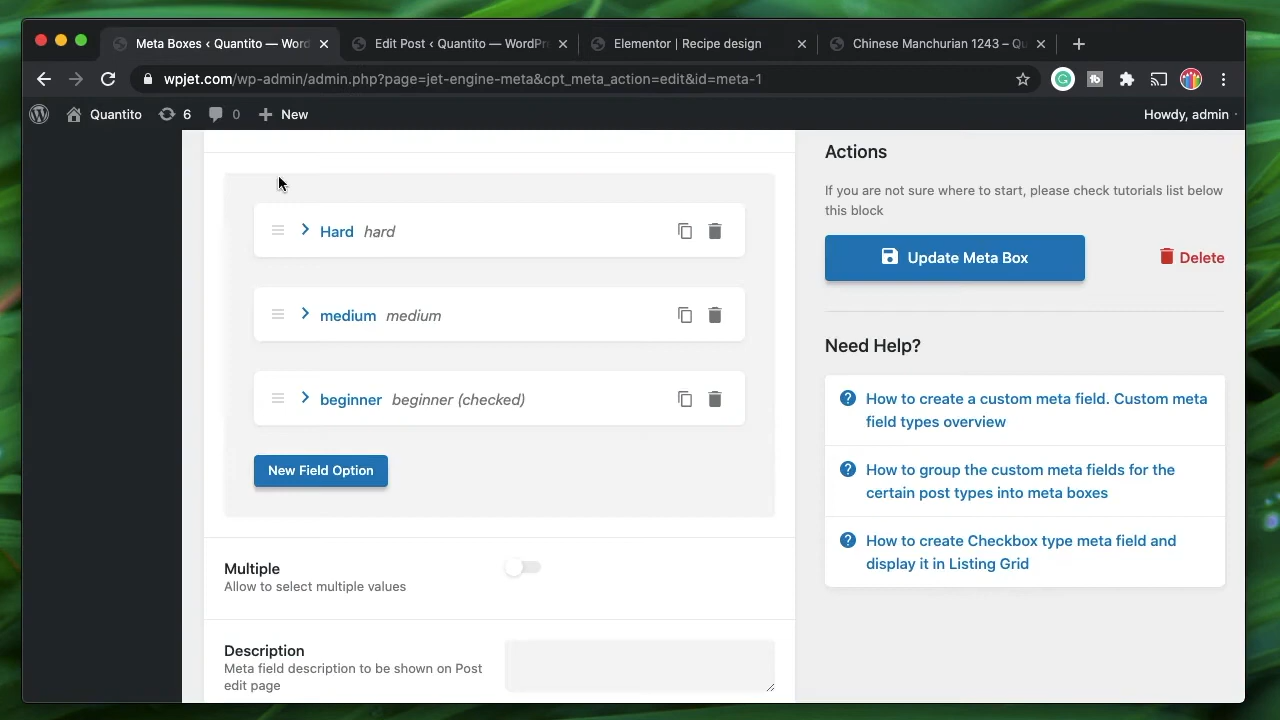 Meta Boxes ‹ Quantito — Word
Edit Post ‹ Quantito — WordPr
Elementor | Recipe design
Chinese Manchurian 1243 – Qu
wpjet.com/wp-admin/admin.php?page=jet-engine-meta&cpt_meta_action=edit&id=meta-1
Quantito
6
0
New
Howdy, admin
Actions
If you are not sure where to start, please check tutorials list below
this block
Update Meta Box
Delete
Hard hard
medium medium
beginner beginner (checked)
New Field Option
Need Help?
How to create a custom meta field. Custom meta
field types overview
How to group the custom meta fields for the
certain post types into meta boxes
How to create Checkbox type meta field and
display it in Listing Grid
Multiple
Allow to select multiple values
Description
Meta field description to be shown on Post
edit page